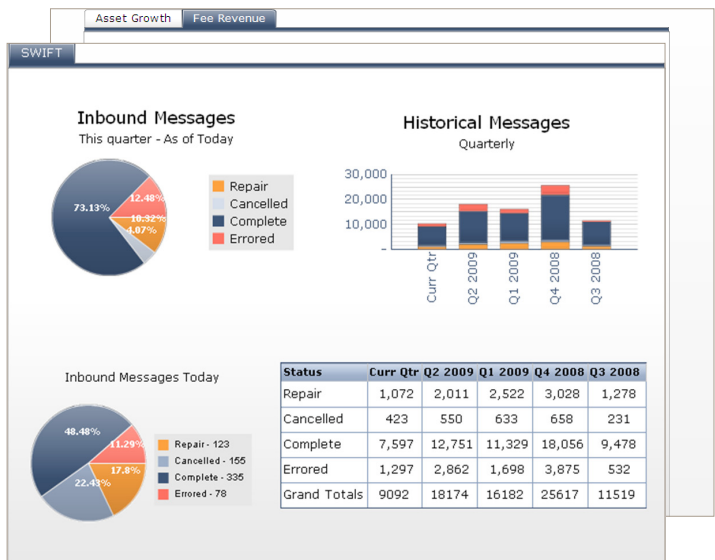 Asset Growth Fee Revenue
SWIFT
Inbound Messages
This quarter - As of Today
73.13%
12.48%
10.32%
4.07%
Repair
Cancelled
Complete
Errored
Historical Messages
Quarterly
30,000
20,000
10,000
-
Curr Qtr
Q2 2009
Q1 2009
Q4 2008
Q3 2008
Inbound Messages Today
48.48%
11.29%
17.8%
22.43%
Repair - 123
Cancelled - 155
Complete - 335
Errored - 78
Status Curr Qtr Q2 2009 Q1 2009 Q4 2008 Q3 2008
Repair 1,072 2,011 2,522 3,028 1,278
Cancelled 423 550 633 658 231
Complete 7,597 12,751 11,329 18,056 9,478
Errored 1,297 2,862 1,698 3,875 532
Grand Totals 9092 18174 16182 25617 11519